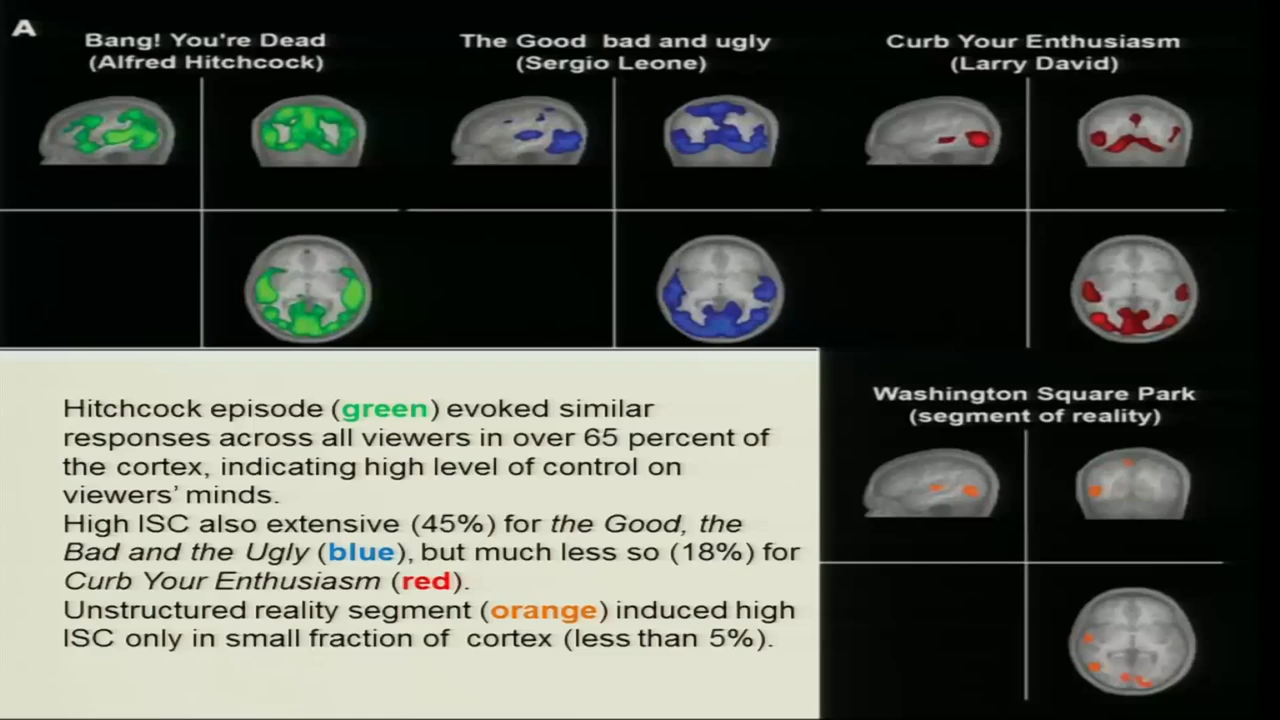 A
Bang! You're Dead
(Alfred Hitchcock)
The Good bad and ugly
(Sergio Leone)
Curb Your Enthusiasm
(Larry David)
Hitchcock episode (green) evoked similar
responses across all viewers in over 65 percent of
the cortex, indicating high level of control on
viewers’ minds.
High ISC also extensive (45%) for the Good, the
Bad and the Ugly (blue), but much less so (18%) for
Curb Your Enthusiasm (red).
Unstructured reality segment (orange) induced high
ISC only in small fraction of cortex (less than 5%).
Washington Square Park
(segment of reality)